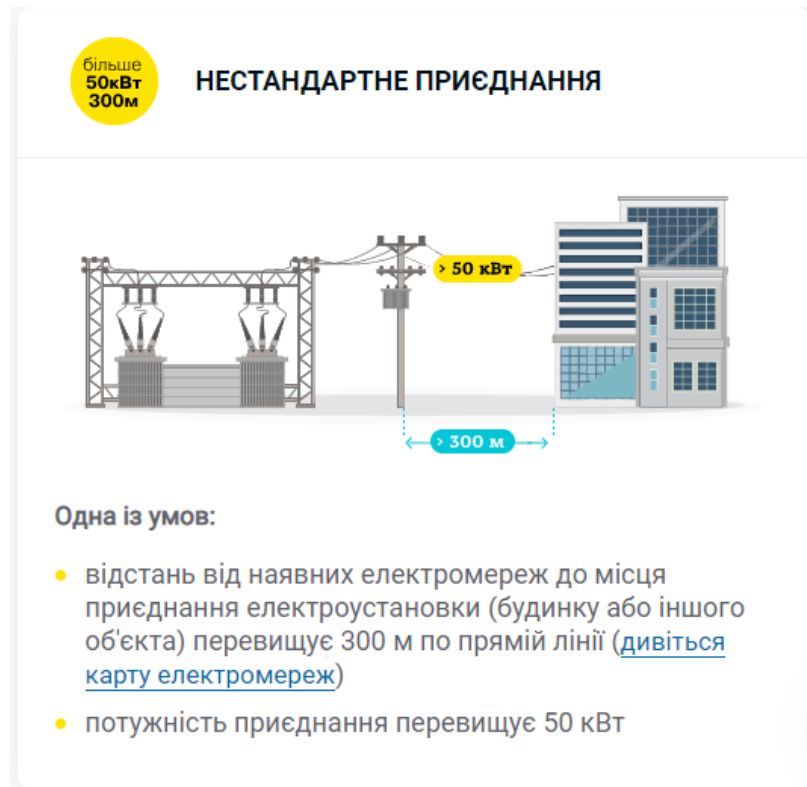 більше
50кВт
300м
НЕСТАНДАРТНЕ ПРИЄДНАННЯ
> 50 кВт
> 300 м
Одна із умов:
відстань від наявних електромереж до місця
приєднання електроустановки (будинку або іншого
об'єкта) перевищує 300 м по прямій лінії (дивіться
карту електромереж)
потужність приєднання перевищує 50 кВт